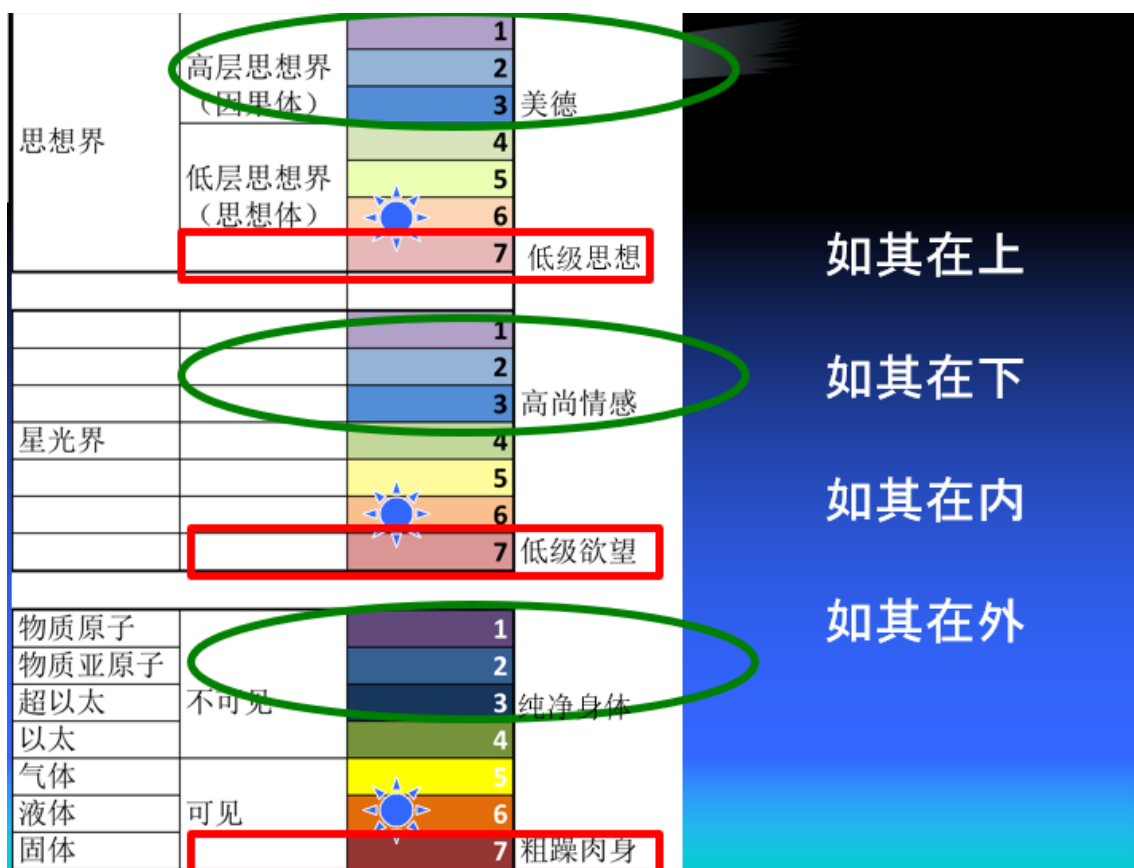 1
高层思想界 2
（因果体） 3 美德
思想界 4
低层思想界 5
（思想体） 6
7 低级思想
1
2
3 高尚情感
星光界 4
5
6
7 低级欲望
物质原子 1
物质亚原子 2
超以太 不可见 3 纯净身体
以太 4
气体 5
液体 可见 6
固体 7 粗躁肉身
如其在上
如其在下
如其在内
如其在外